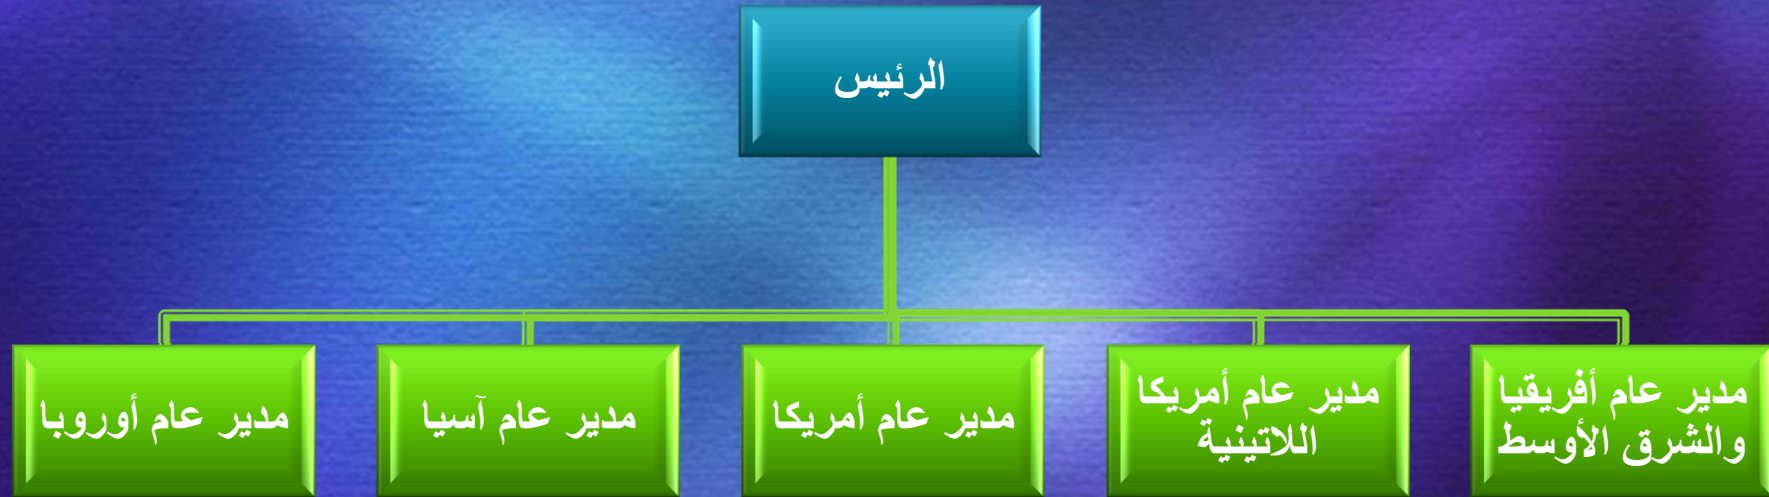 الرئيس
مدير عام أفريقيا
والشرق الأوسط
مدير عام أمريكا
اللاتينية
مدير عام أمريكا
مدير عام آسيا
مدير عام أوروبا